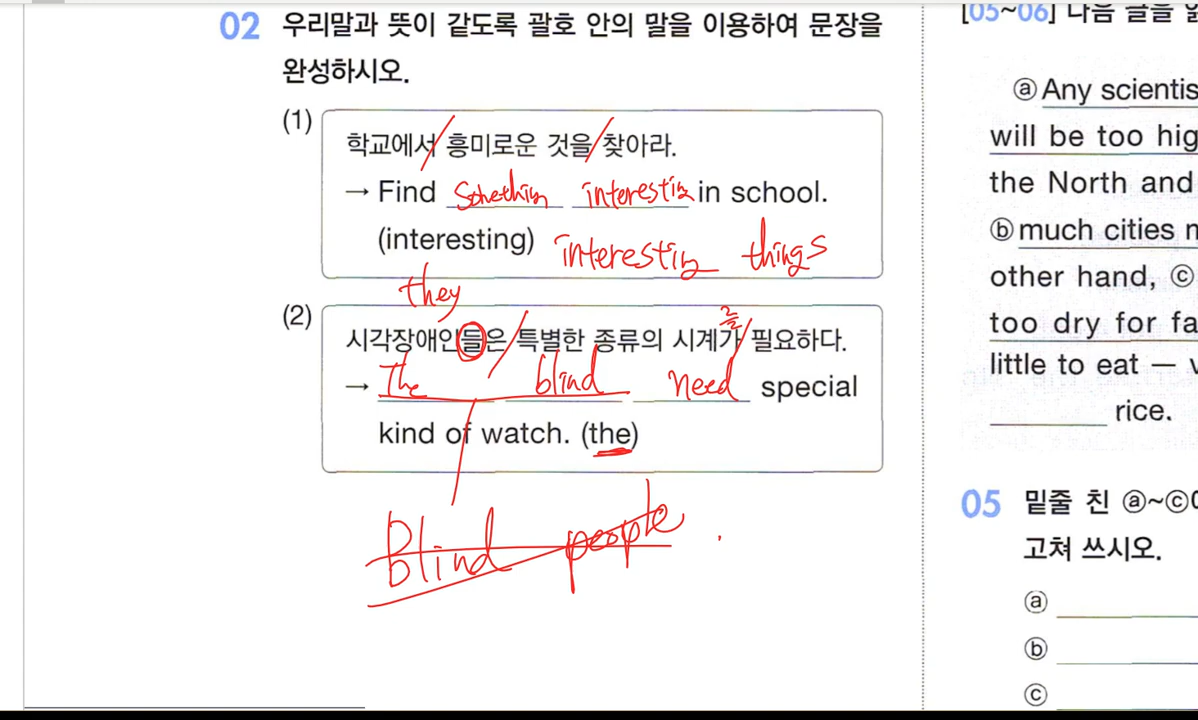 02 우리말과 뜻이 같도록 괄호 안의 말을 이용하여 문장을
완성하시오.
(1)
학교에서 흥미로운 것을 찾아라.
→ Find something interesting in school.
(interesting) interesting things
they
(2)
시각장애인들은 특별한 종류의 시계가 필요하다.
→ The blind need special
kind of watch. (the)
Blind people
[05~06] 다음 글을
ⓐ Any scientis
will be too hig
the North and
ⓑ much cities
other hand, ⓒ
too dry for fa
little to eat —
rice.
05 밑줄 친 ⓐ~ⓒ
고쳐 쓰시오.
ⓐ
ⓑ
ⓒ